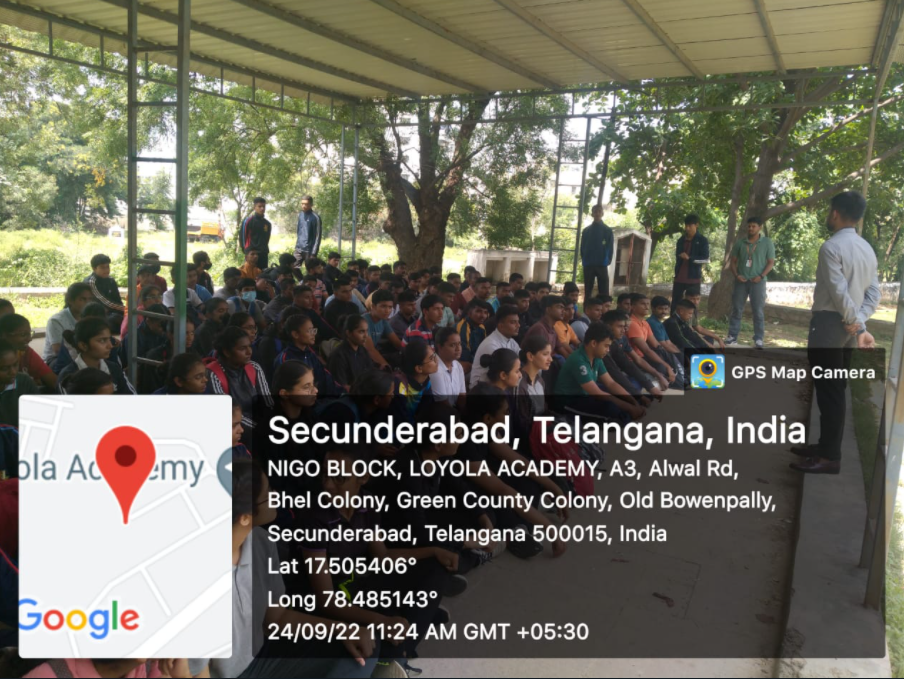 GPS Map Camera
Secunderabad, Telangana, India
NIGO BLOCK, LOYOLA ACADEMY, A3, Alwal Rd,
Bhel Colony, Green County Colony, Old Bowenpally,
Secunderabad, Telangana 500015, India
Lat 17.505406°
Long 78.485143°
24/09/22 11:24 AM GMT +05:30
ola Ac demy
Google